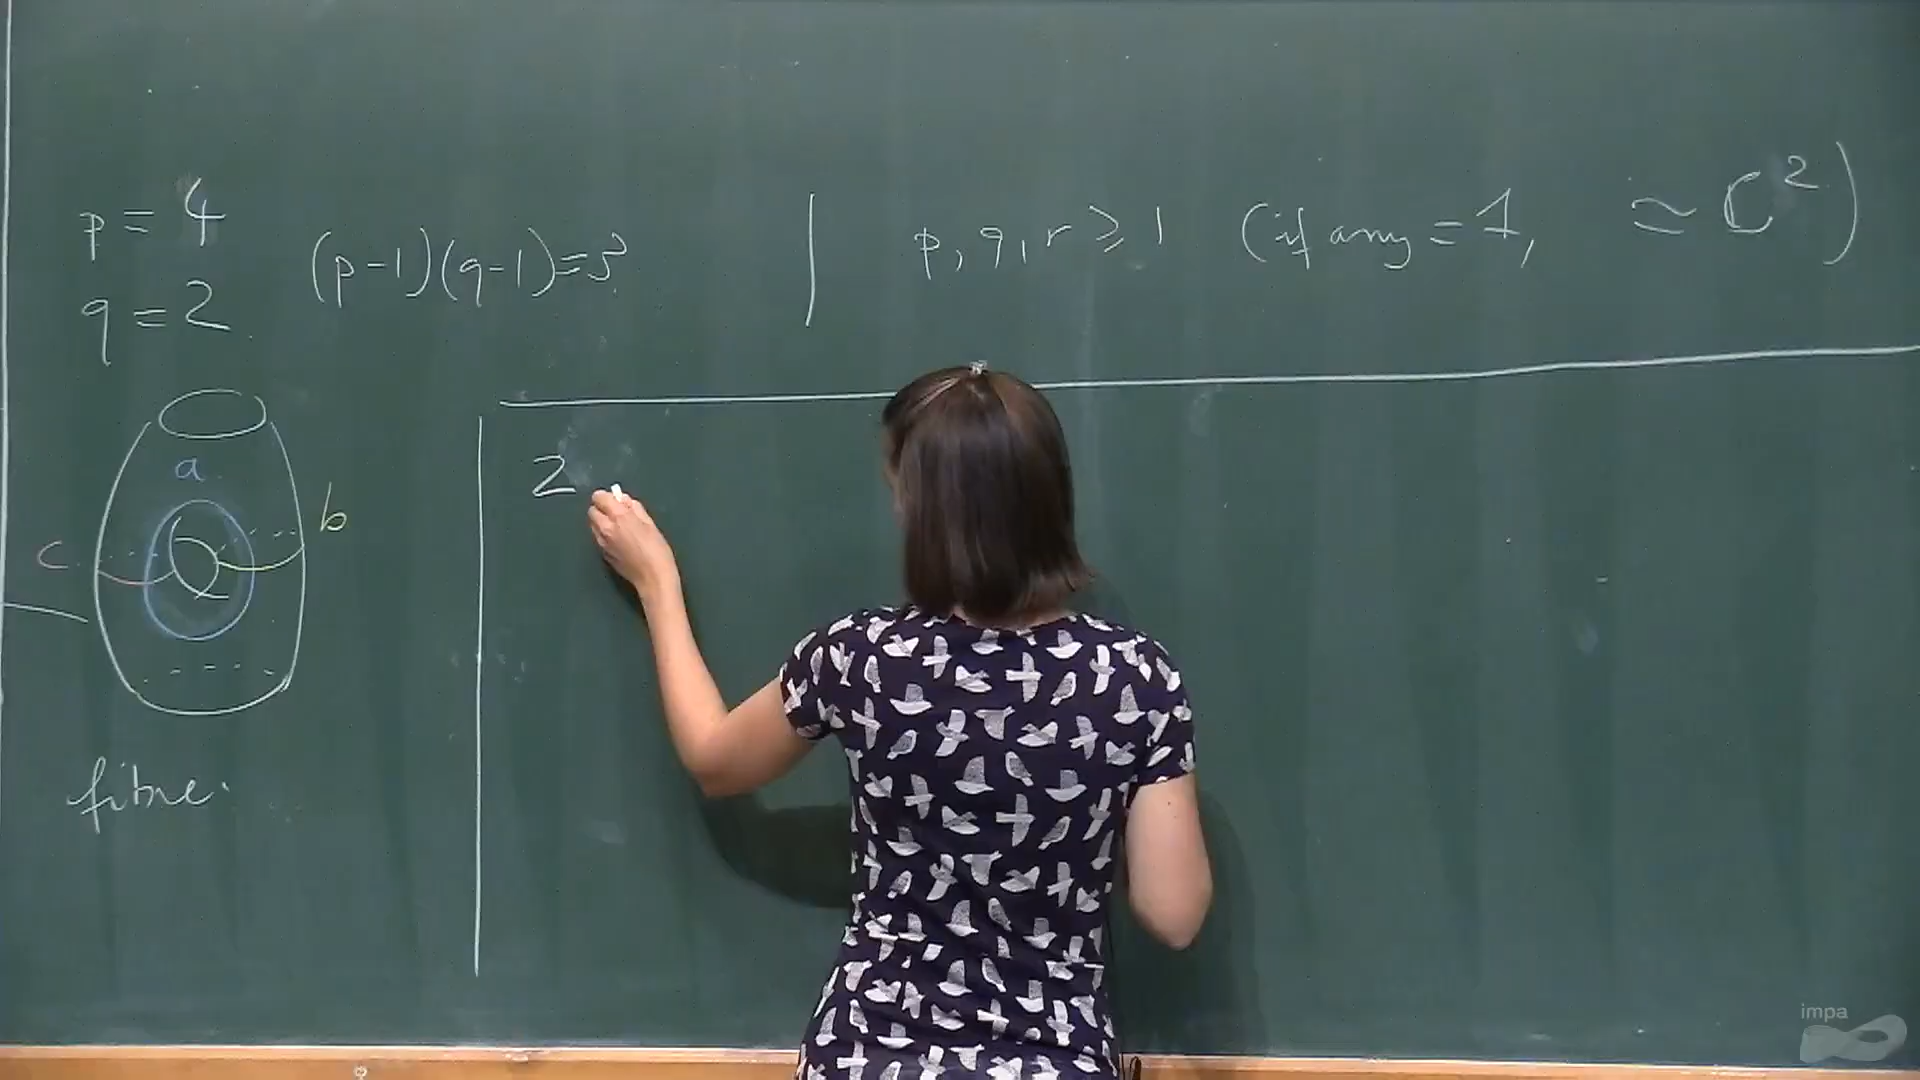 p = 4
q = 2
(p-1)(q-1)=3
p, q, r ⩾ 1 (if any = 1, ≃ ℂ²)
a
b
c
fibre.
2
impa